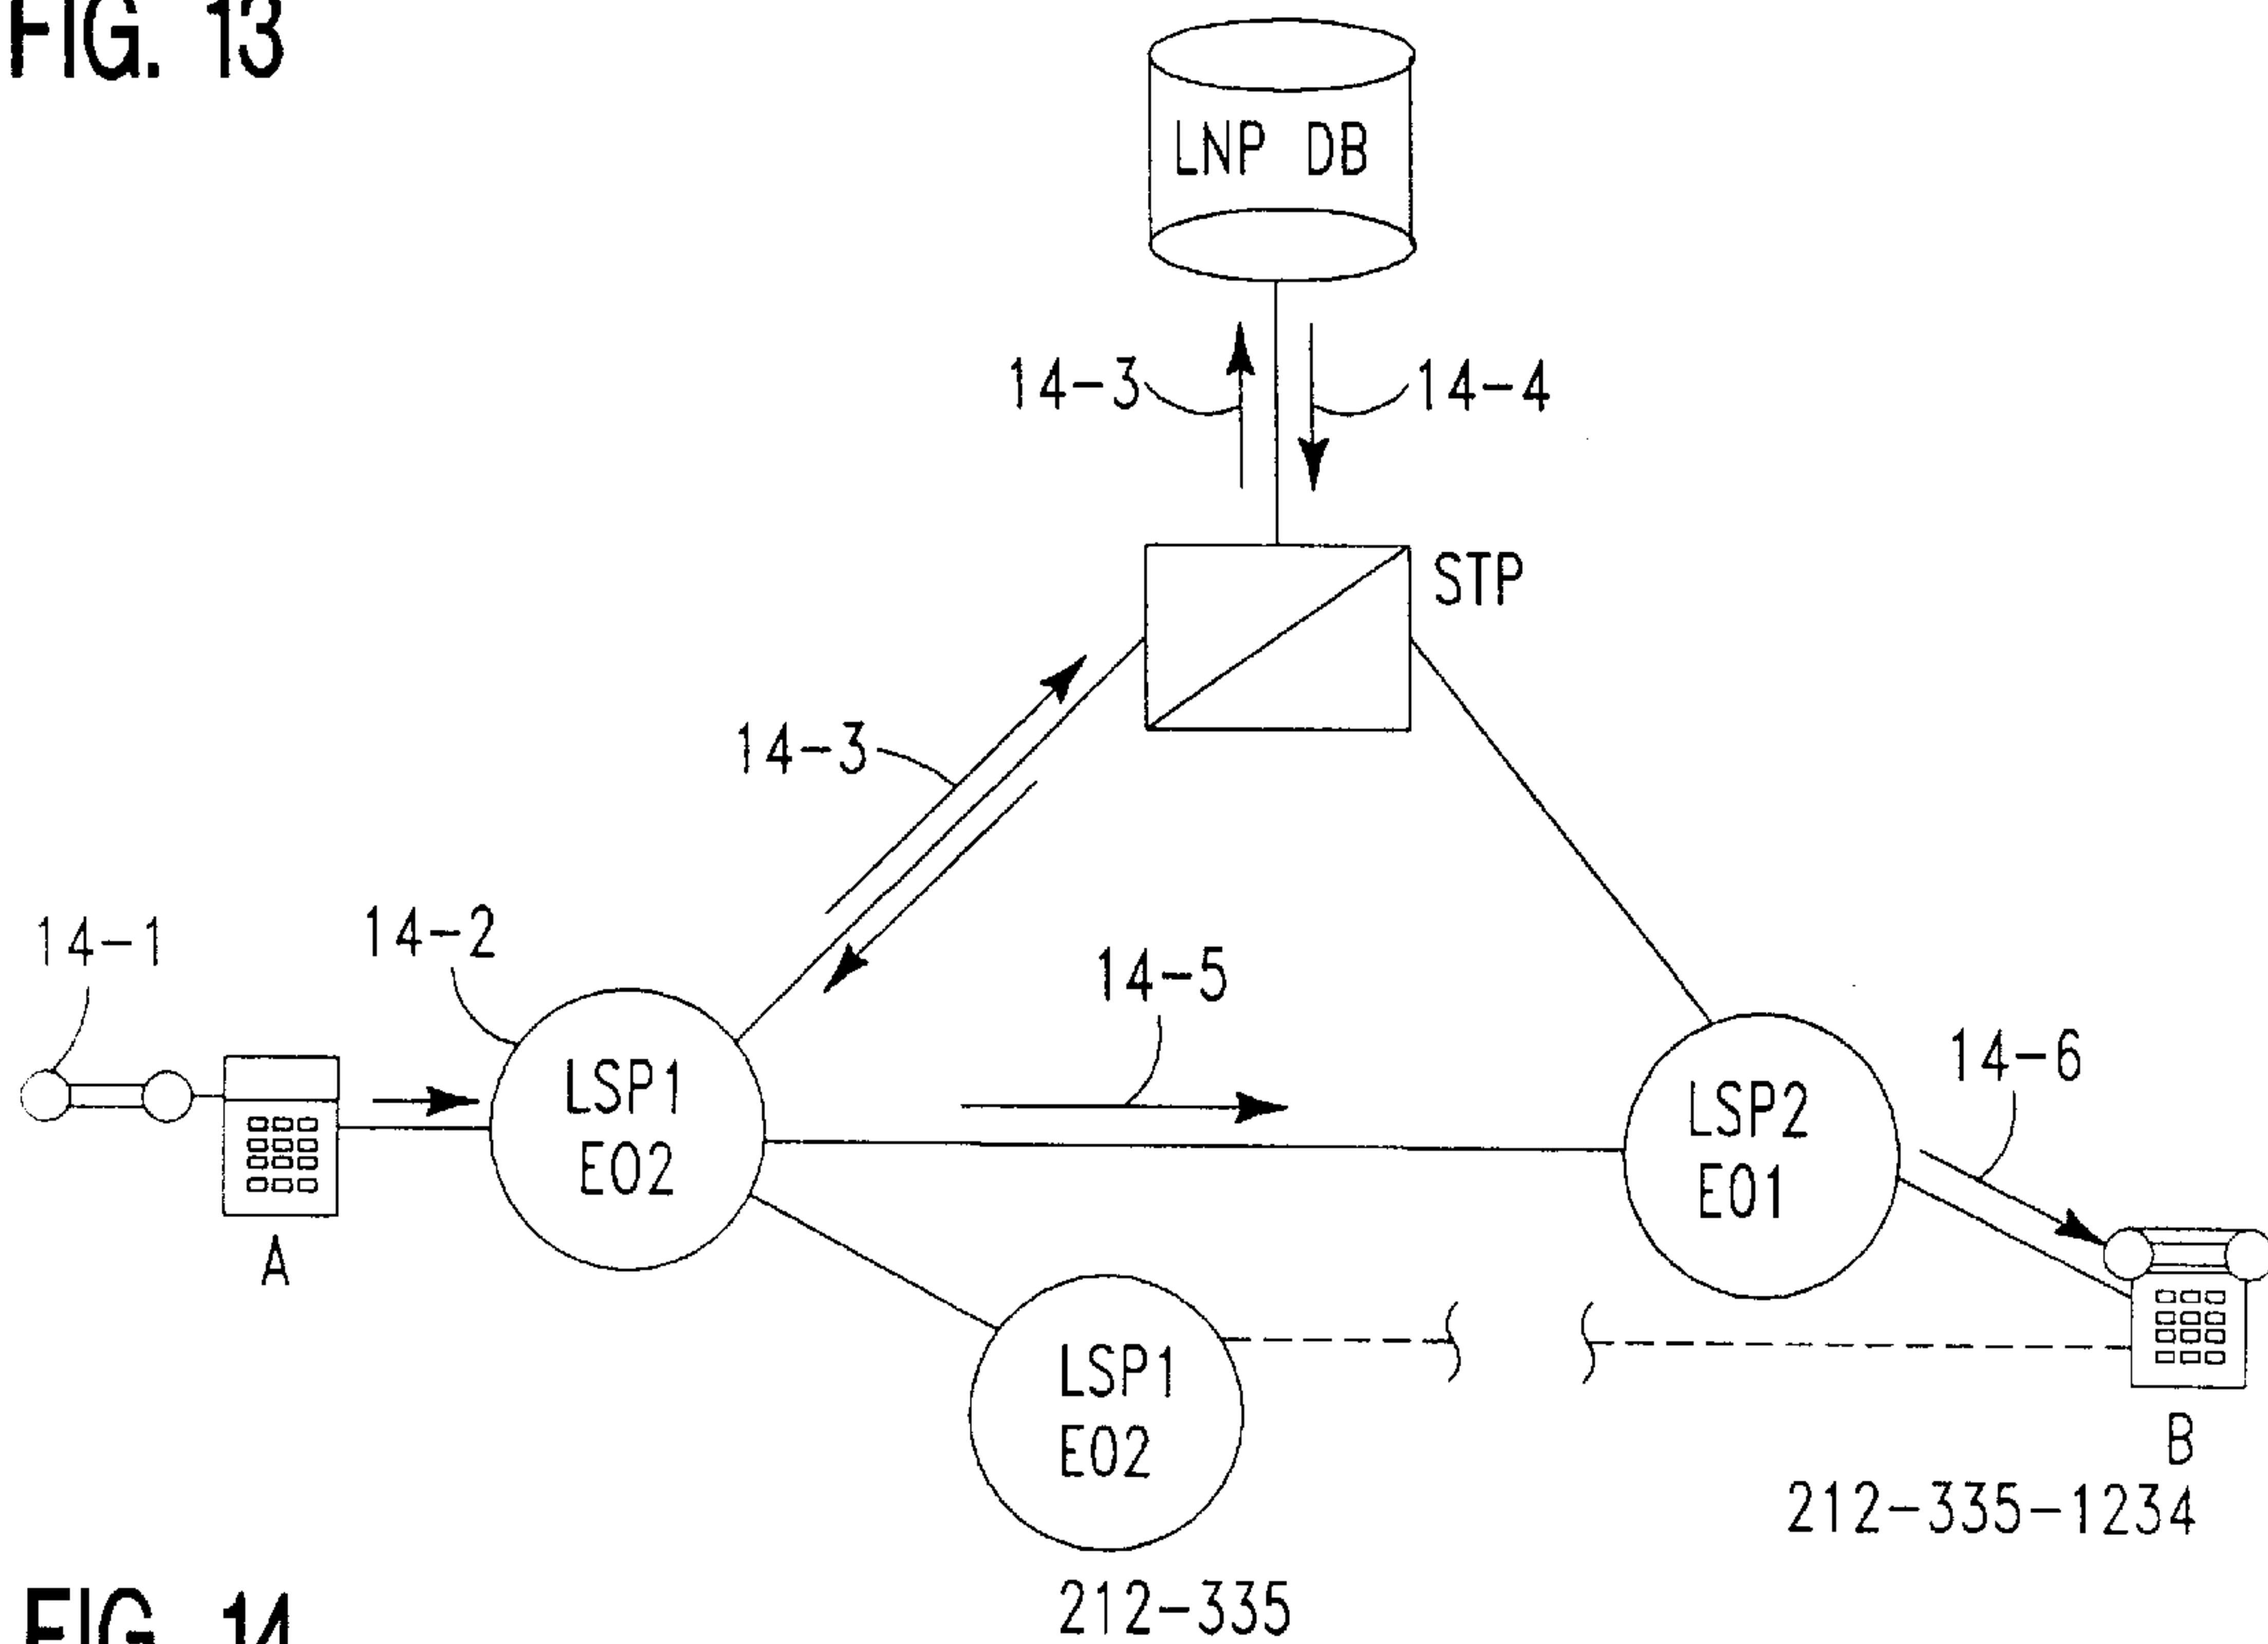 FIG. 13
LNP DB
14-3
14-4
STP
14-3
14-1
14-2
14-5
14-6
LSP1
EO2
LSP2
EO1
A
LSP1
EO2
B
212-335-1234
212-335
FIG. 14